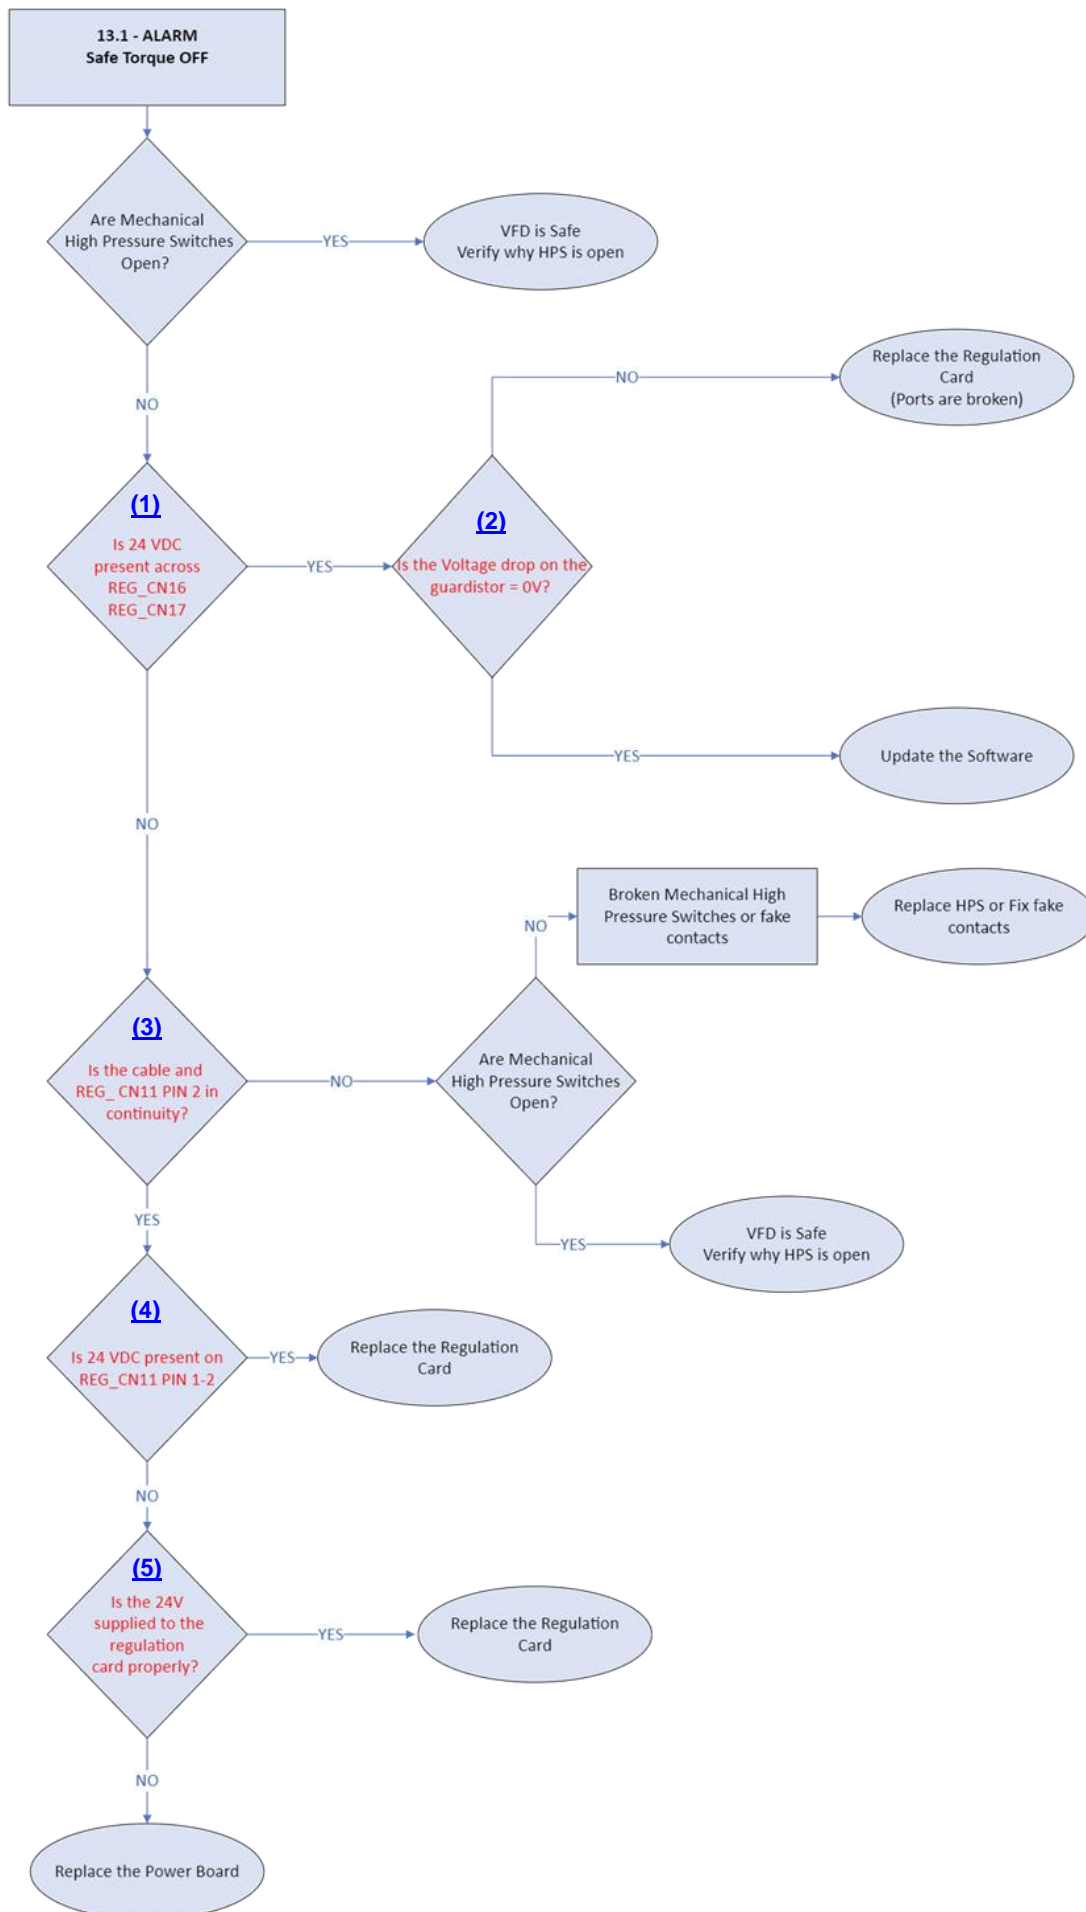 13.1 - ALARM
Safe Torque OFF
Are Mechanical
High Pressure Switches
Open?
YES
VFD is Safe
Verify why HPS is open
NO
Replace the Regulation
Card
(Ports are broken)
NO
(1)
Is 24 VDC
present across
REG_CN16
REG_CN17
YES
(2)
Is the Voltage drop on the
guardistor = 0V?
YES
Update the Software
NO
Broken Mechanical High
Pressure Switches or fake
contacts
Replace HPS or Fix fake
contacts
NO
(3)
Is the cable and
REG_ CN11 PIN 2 in
continuity?
NO
Are Mechanical
High Pressure Switches
Open?
YES
YES
VFD is Safe
Verify why HPS is open
(4)
Is 24 VDC present on
REG_CN11 PIN 1-2
YES
Replace the Regulation
Card
NO
(5)
Is the 24V
supplied to the
regulation
card properly?
YES
Replace the Regulation
Card
NO
Replace the Power Board